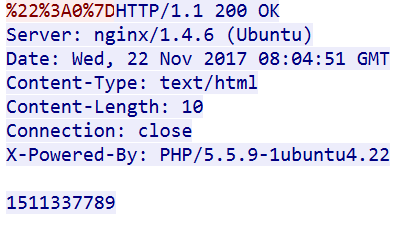 %22%3A0%7DHTTP/1.1 200 OK
Server: nginx/1.4.6 (Ubuntu)
Date: Wed, 22 Nov 2017 08:04:51 GMT
Content-Type: text/html
Content-Length: 10
Connection: close
X-Powered-By: PHP/5.5.9-1ubuntu4.22

1511337789